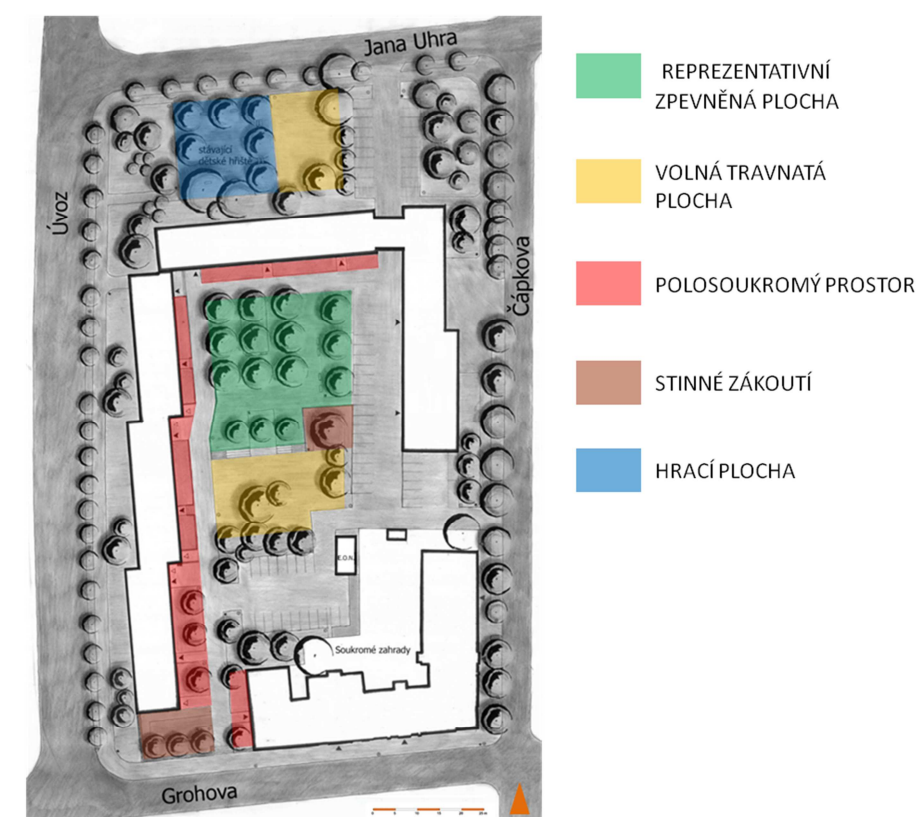 Jana Uhra
stávající
dětské hřiště
Úvoz
Čápkova
E.O.N.
Soukromé zahrady
Grohova
REPREZENTATIVNÍ
ZPEVNĚNÁ PLOCHA
VOLNÁ TRAVNATÁ
PLOCHA
POLOSOUKROMÝ PROSTOR
STINNÉ ZÁKOUTÍ
HRACÍ PLOCHA